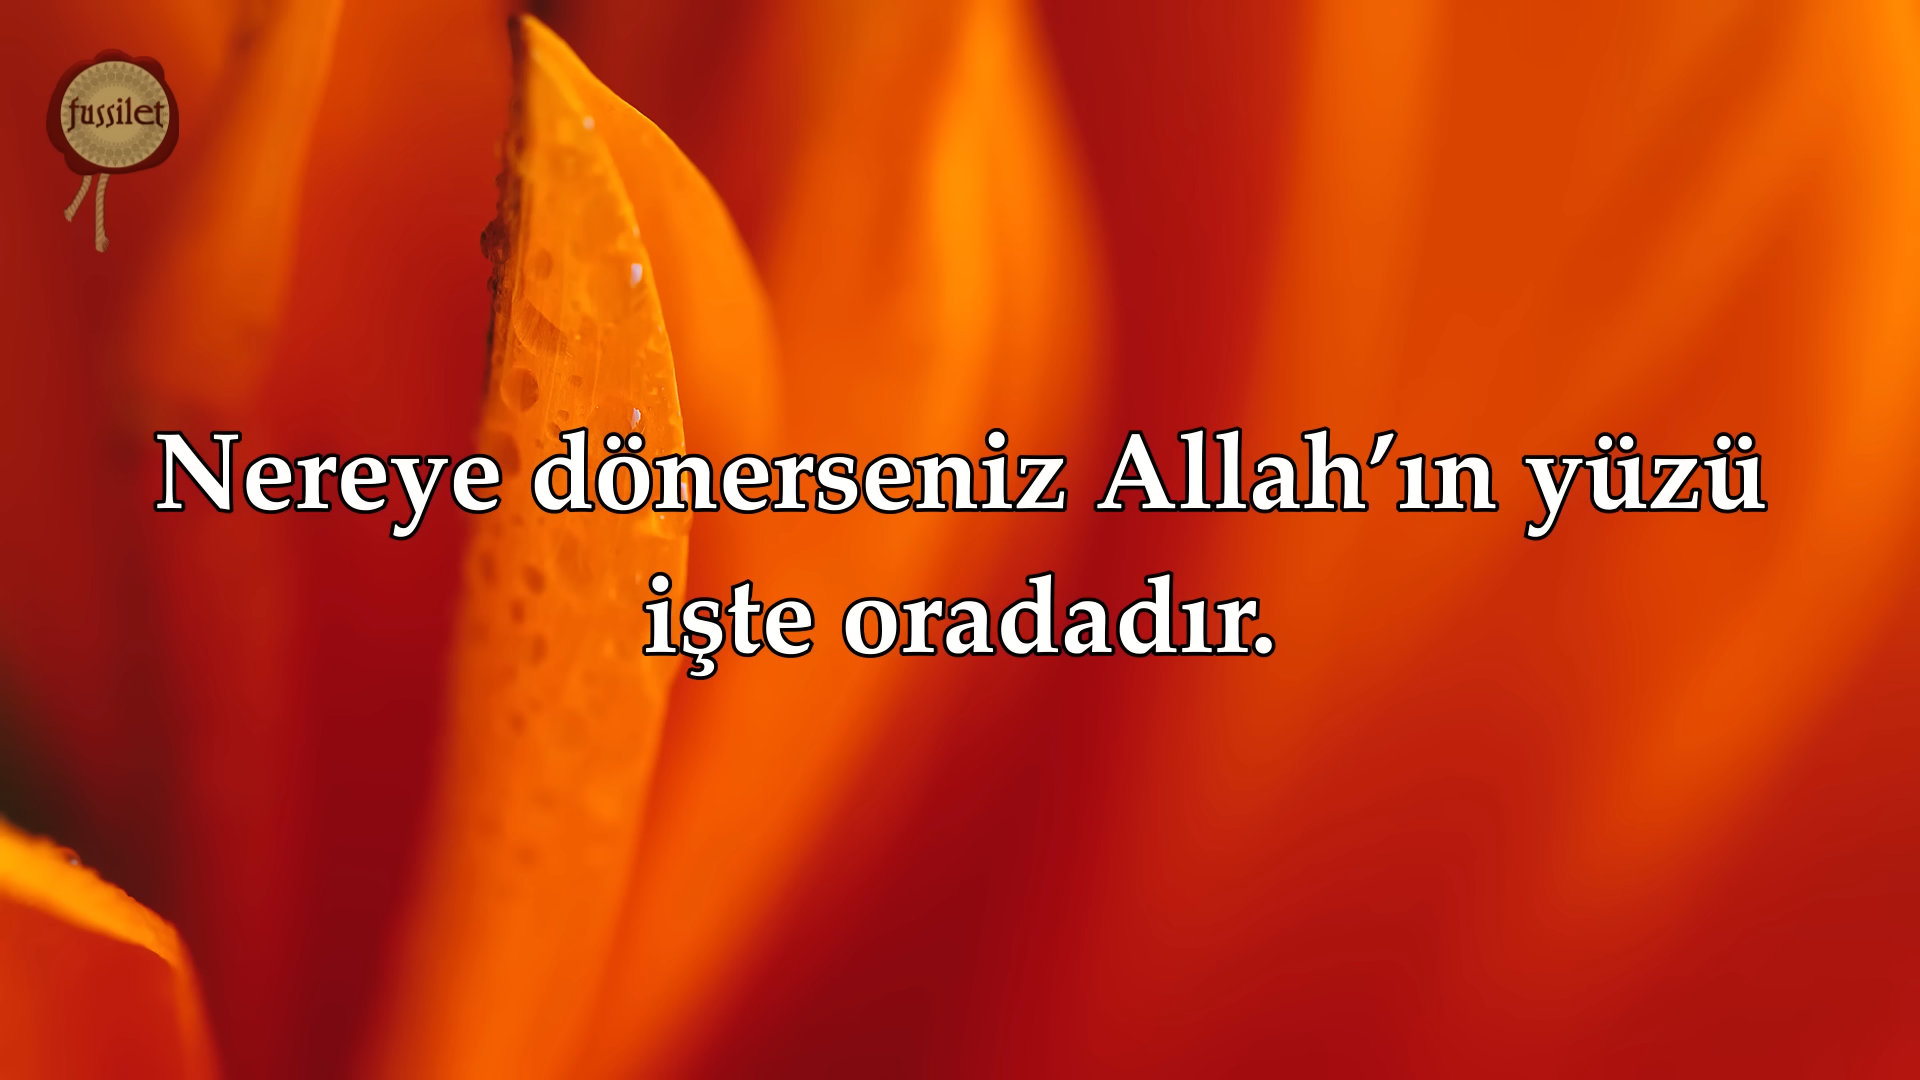 fussilet
Nereye dönerseniz Allah’ın yüzü
işte oradadır.